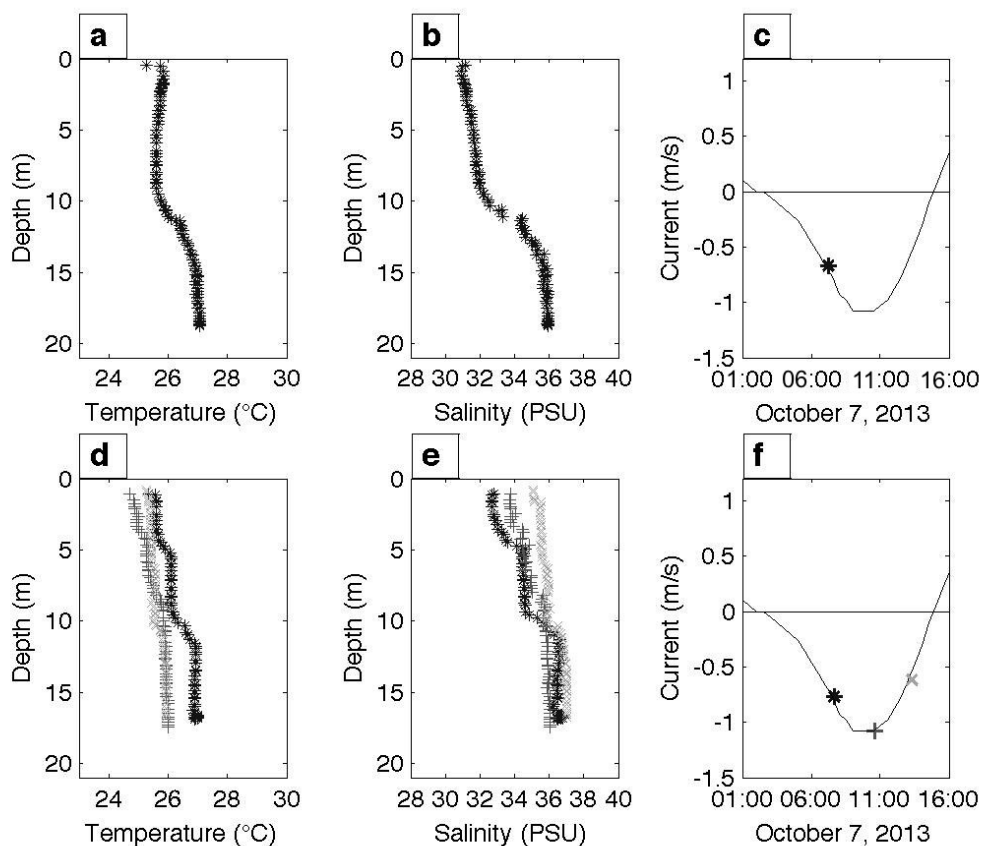 a
b
c
0
5
10
15
20
Depth (m)
24 26 28 30
Temperature (°C)
0
5
10
15
20
Depth (m)
28 30 32 34 36 38 40
Salinity (PSU)
1
0.5
0
-0.5
-1
-1.5
Current (m/s)
01:00 06:00 11:00 16:00
October 7, 2013
d
e
f
0
5
10
15
20
Depth (m)
24 26 28 30
Temperature (°C)
0
5
10
15
20
Depth (m)
28 30 32 34 36 38 40
Salinity (PSU)
1
0.5
0
-0.5
-1
-1.5
Current (m/s)
01:00 06:00 11:00 16:00
October 7, 2013